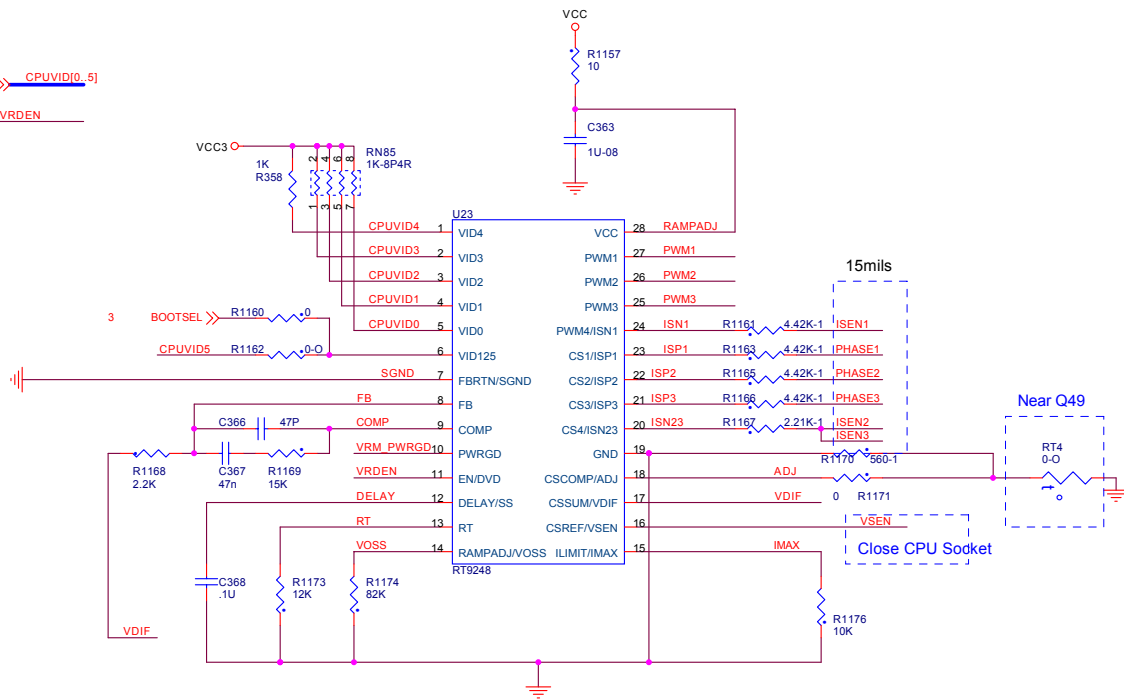 VCC
R1157
10
CPUVID[0..5]
VRDEN
C363
1U-08
VCC3
RN85
1K-8P4R
1K
R358
2 4 6 8
1 3 5 7
U23
CPUVID4 1 VID4
CPUVID3 2 VID3
CPUVID2 3 VID2
CPUVID1 4 VID1
CPUVID0 5 VID0
3 BOOTSEL R1160 0
CPUVID5 R1162 0-O 6 VID125
SGND 7 FBRTN/SGND
FB 8 FB
C366 47P COMP 9 COMP
VRM_PWRGD 10 PWRGD
R1168
2.2K
C367
47n
R1169
15K
VRDEN 11 EN/DVD
DELAY 12 DELAY/SS
RT 13 RT
VOSS 14 RAMPADJ/VOSS
RT9248
VCC 28 RAMPADJ
PWM1 27 PWM1
PWM2 26 PWM2
PWM3 25 PWM3
15mils
PWM4/ISN1 24 ISN1 R1161 4.42K-1 ISEN1
CS1/ISP1 23 ISP1 R1163 4.42K-1 PHASE1
CS2/ISP2 22 ISP2 R1165 4.42K-1 PHASE2
CS3/ISP3 21 ISP3 R1166 4.42K-1 PHASE3
CS4/ISN23 20 ISN23 R1167 2.21K-1 ISEN2
ISEN3
GND 19
R1170 560-1
CSCOMP/ADJ 18 ADJ
0 R1171
CSSUM/VDIF 17 VDIF
CSREF/VSEN 16 VSEN
ILIMIT/IMAX 15 IMAX
Close CPU Sodket
Near Q49
RT4
0-O
C368
.1U
R1173
12K
R1174
82K
R1176
10K
VDIF